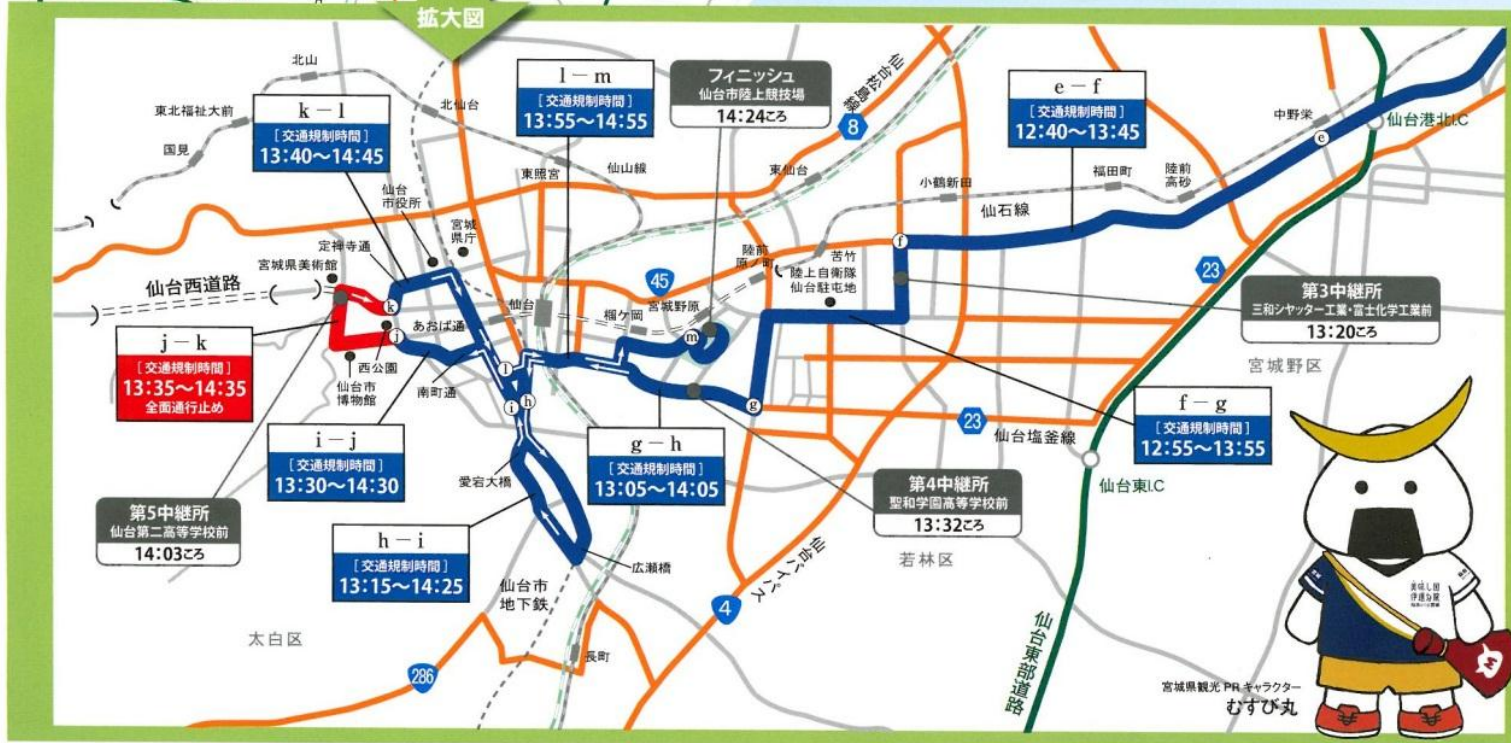 拡大図
北山
東北福祉大前
国見
k－l
[交通規制時間]
13:40～14:45
北仙台
l－m
[交通規制時間]
13:55～14:55
フィニッシュ
仙台市陸上競技場
14:24ころ
仙台松島線
8
e－f
[交通規制時間]
12:40～13:45
中野栄
e
仙台港北I.C
仙山線
東照宮
東仙台
小鶴新田
福田町
陸前
高砂
仙石線
仙台
市役所
宮城
県庁
定禅寺通
宮城県美術館
仙台西道路
k
j
あおば通
仙台
榴ケ岡
宮城野原
45
陸前
原ノ町
苦竹
陸上自衛隊
仙台駐屯地
f
23
第3中継所
三和シヤッター工業・富士化学工業前
13:20ころ
宮城野区
j－k
[交通規制時間]
13:35～14:35
全面通行止め
西公園
仙台市
博物館
南町通
l
m
i
h
g
23
仙台塩釜線
f－g
[交通規制時間]
12:55～13:55
i－j
[交通規制時間]
13:30～14:30
愛宕大橋
g－h
[交通規制時間]
13:05～14:05
第4中継所
聖和学園高等学校前
13:32ころ
仙台東I.C
第5中継所
仙台第二高等学校前
14:03ころ
h－i
[交通規制時間]
13:15～14:25
広瀬橋
仙台市
地下鉄
仙台バイパス
4
若林区
太白区
286
長町
仙台東部道路
美味し国
伊達な旅
宮城県観光PRキャラクター
むすび丸